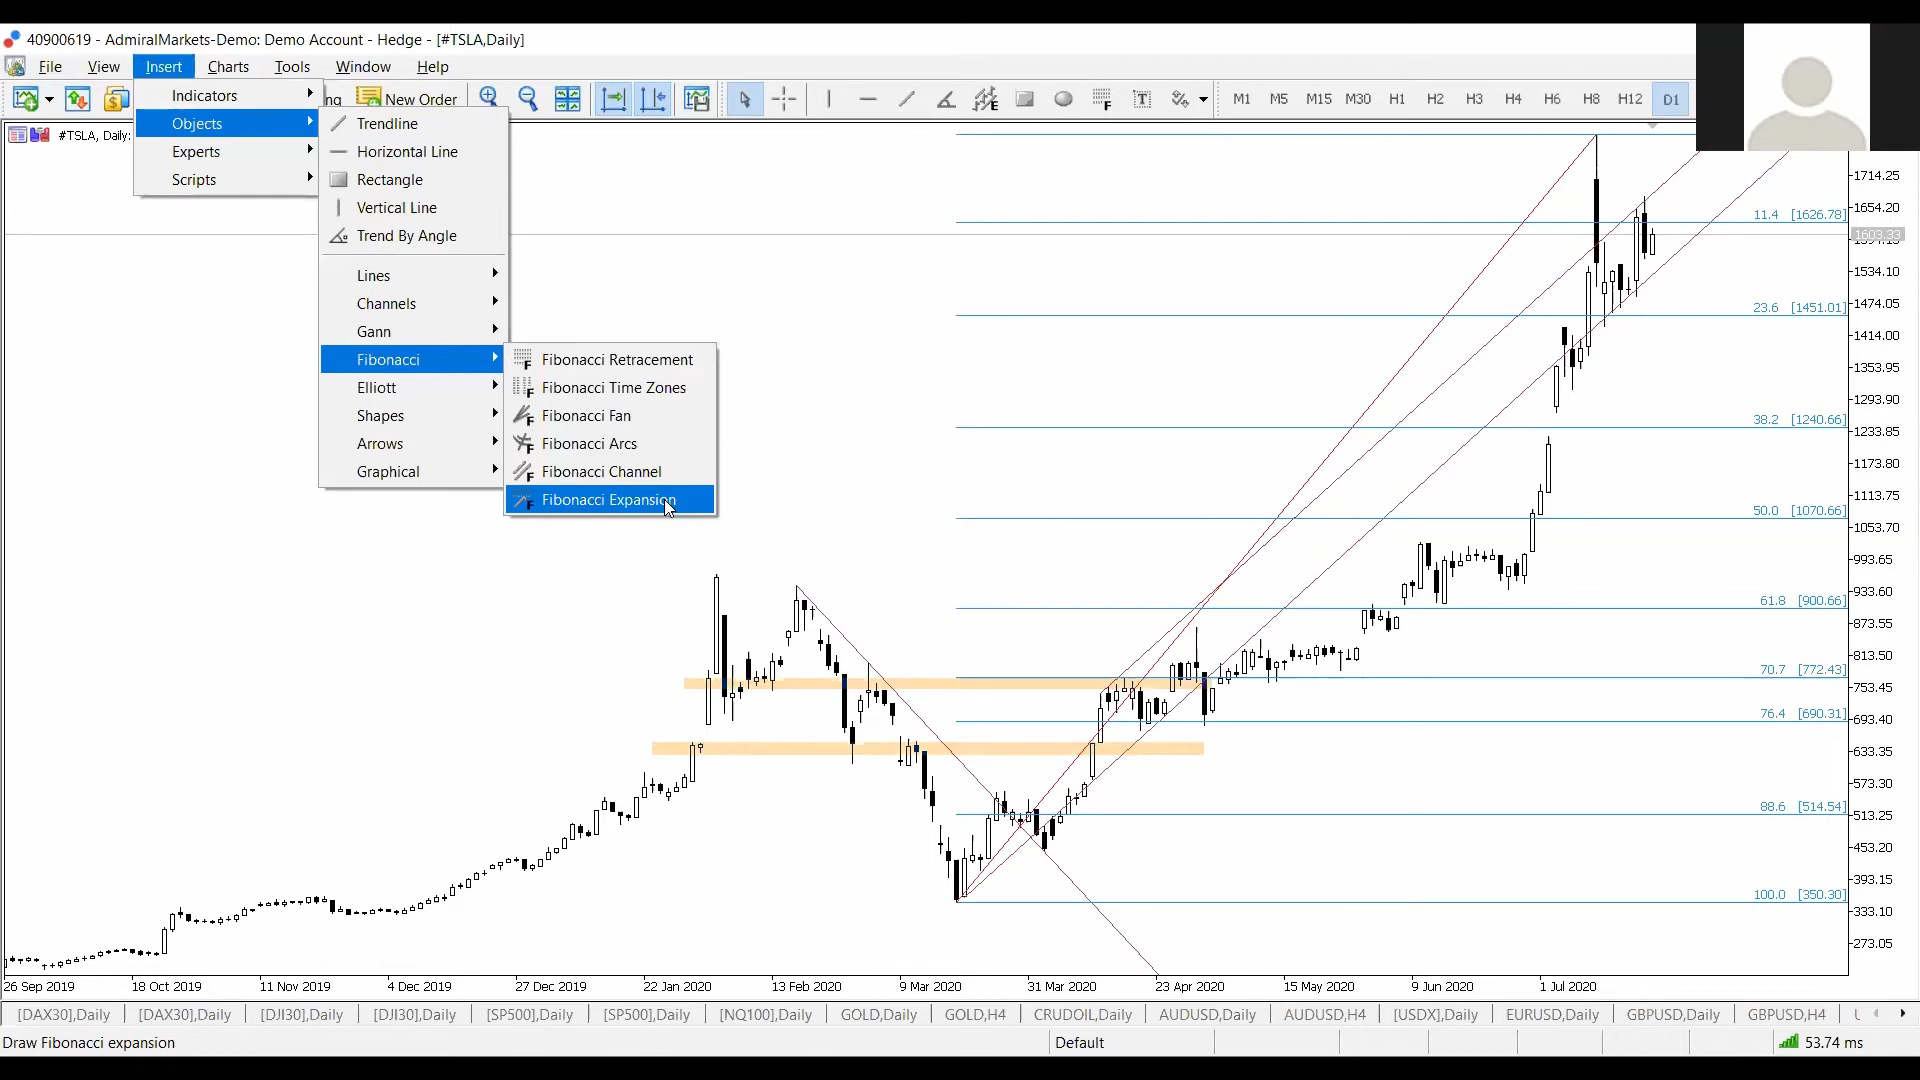 40900619 - AdmiralMarkets-Demo: Demo Account - Hedge - [#TSLA,Daily]
File View Insert Charts Tools Window Help
ng New Order M1 M5 M15 M30 H1 H2 H3 H4 H6 H8 H12 D1
#TSLA, Daily:
Indicators
Objects
Experts
Scripts
Trendline
Horizontal Line
Rectangle
Vertical Line
Trend By Angle
Lines
Channels
Gann
Fibonacci
Elliott
Shapes
Arrows
Graphical
Fibonacci Retracement
Fibonacci Time Zones
Fibonacci Fan
Fibonacci Arcs
Fibonacci Channel
Fibonacci Expansion
11.4 [1626.78]
23.6 [1451.01]
38.2 [1240.66]
50.0 [1070.66]
61.8 [900.66]
70.7 [772.43]
76.4 [690.31]
88.6 [514.54]
100.0 [350.30]
1714.25
1654.20
1603.33
1534.10
1474.05
1414.00
1353.95
1293.90
1233.85
1173.80
1113.75
1053.70
993.65
933.60
873.55
813.50
753.45
693.40
633.35
573.30
513.25
453.20
393.15
333.10
273.05
26 Sep 2019 18 Oct 2019 11 Nov 2019 4 Dec 2019 27 Dec 2019 22 Jan 2020 13 Feb 2020 9 Mar 2020 31 Mar 2020 23 Apr 2020 15 May 2020 9 Jun 2020 1 Jul 2020
[DAX30],Daily [DAX30],Daily [DJI30],Daily [DJI30],Daily [SP500],Daily [SP500],Daily [NQ100],Daily GOLD,Daily GOLD,H4 CRUDOIL,Daily AUDUSD,Daily AUDUSD,H4 [USDX],Daily EURUSD,Daily GBPUSD,Daily GBPUSD,H4
Draw Fibonacci expansion Default 53.74 ms